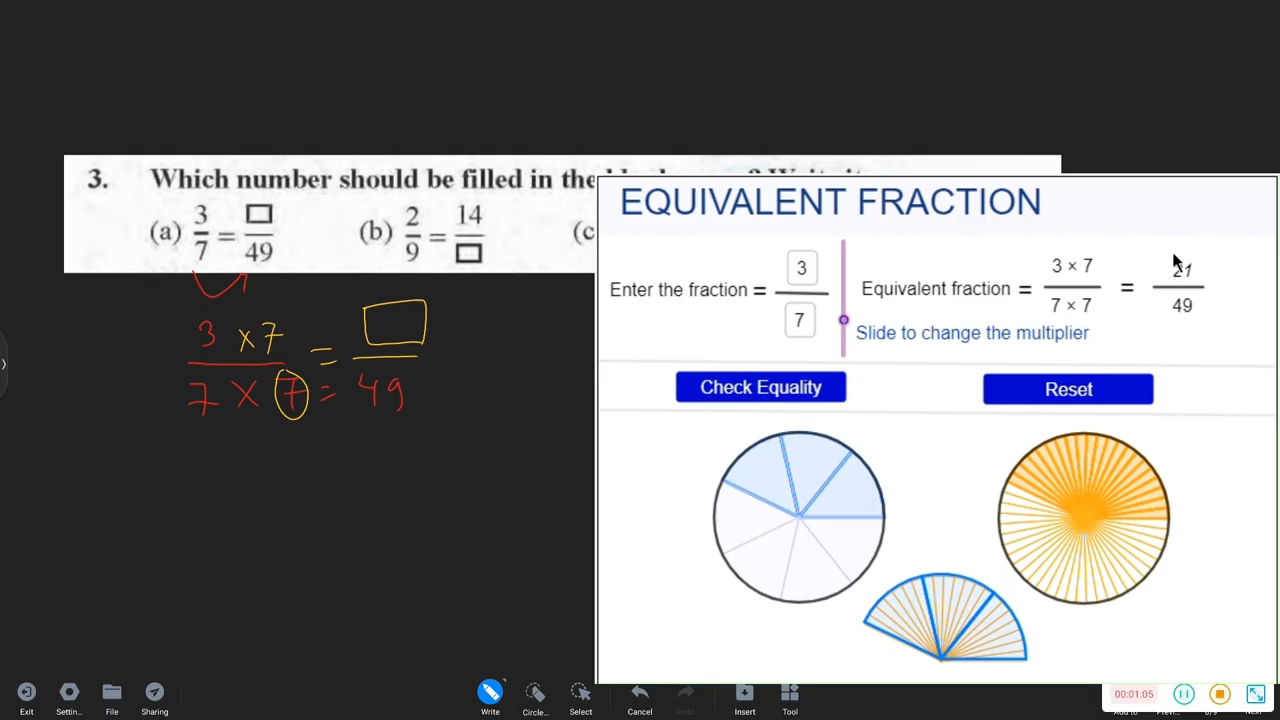 3. Which number should be filled in the
(a) 3/7 = □/49 (b) 2/9 = 14/□ (c
3 × 7 / 7 × 7 = □ / = 49
EQUIVALENT FRACTION
Enter the fraction = 3/7
Equivalent fraction = 3 × 7 / 7 × 7 = 21/49
Slide to change the multiplier
Check Equality
Reset
Exit
Settin...
File
Sharing
Write
Circle...
Select
Cancel
Redo
Insert
Tool
00:01:05